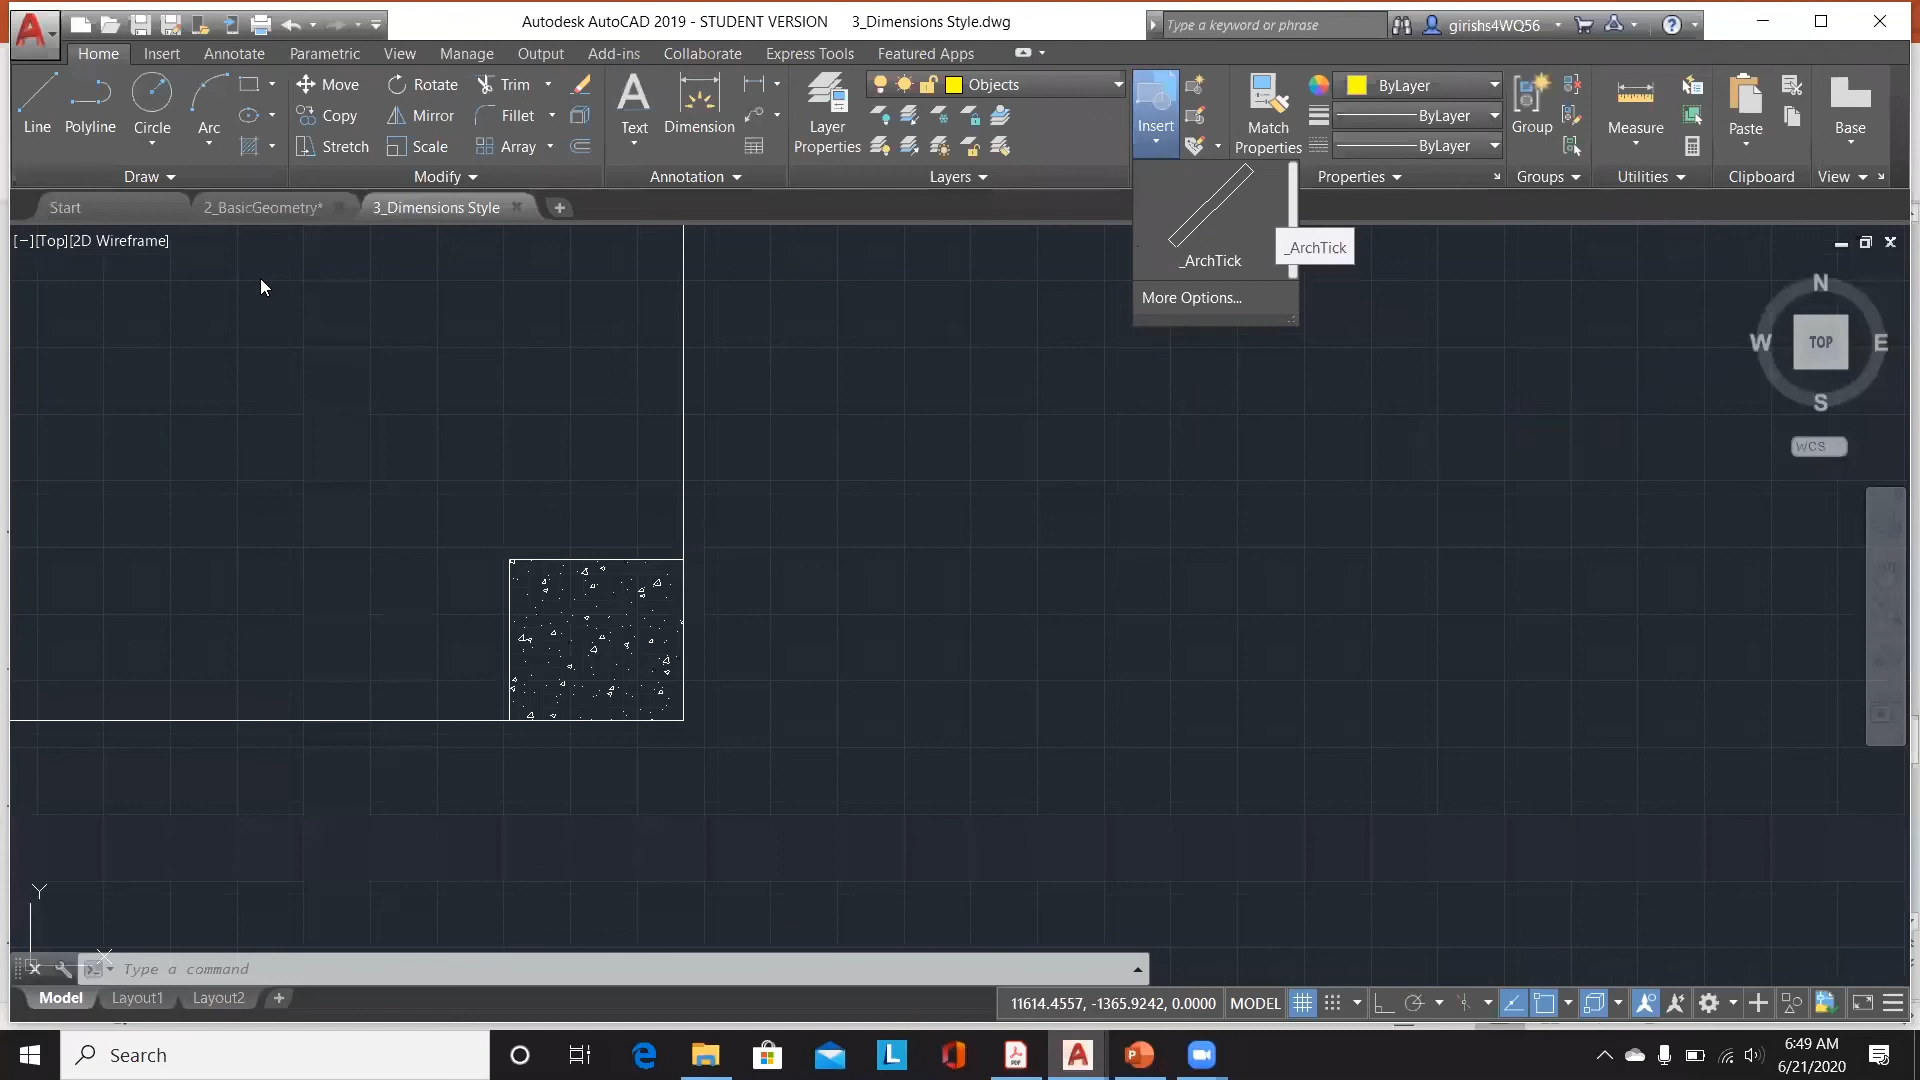 Autodesk AutoCAD 2019 - STUDENT VERSION 3_Dimensions Style.dwg
Type a keyword or phrase
girishs4WQ56
Home Insert Annotate Parametric View Manage Output Add-ins Collaborate Express Tools Featured Apps
Line Polyline Circle Arc
Move Rotate Trim
Copy Mirror Fillet
Stretch Scale Array
Text Dimension
Layer Properties
Objects
Insert
Match Properties
ByLayer
ByLayer
ByLayer
Group
Measure
Paste
Base
Draw Modify Annotation Layers Properties Groups Utilities Clipboard View
Start 2_BasicGeometry* 3_Dimensions Style
[−][Top][2D Wireframe]
_ArchTick
_ArchTick
More Options...
N
W TOP E
S
WCS
Y
X
Type a command
Model Layout1 Layout2
11614.4557, -1365.9242, 0.0000 MODEL
Search
6:49 AM
6/21/2020